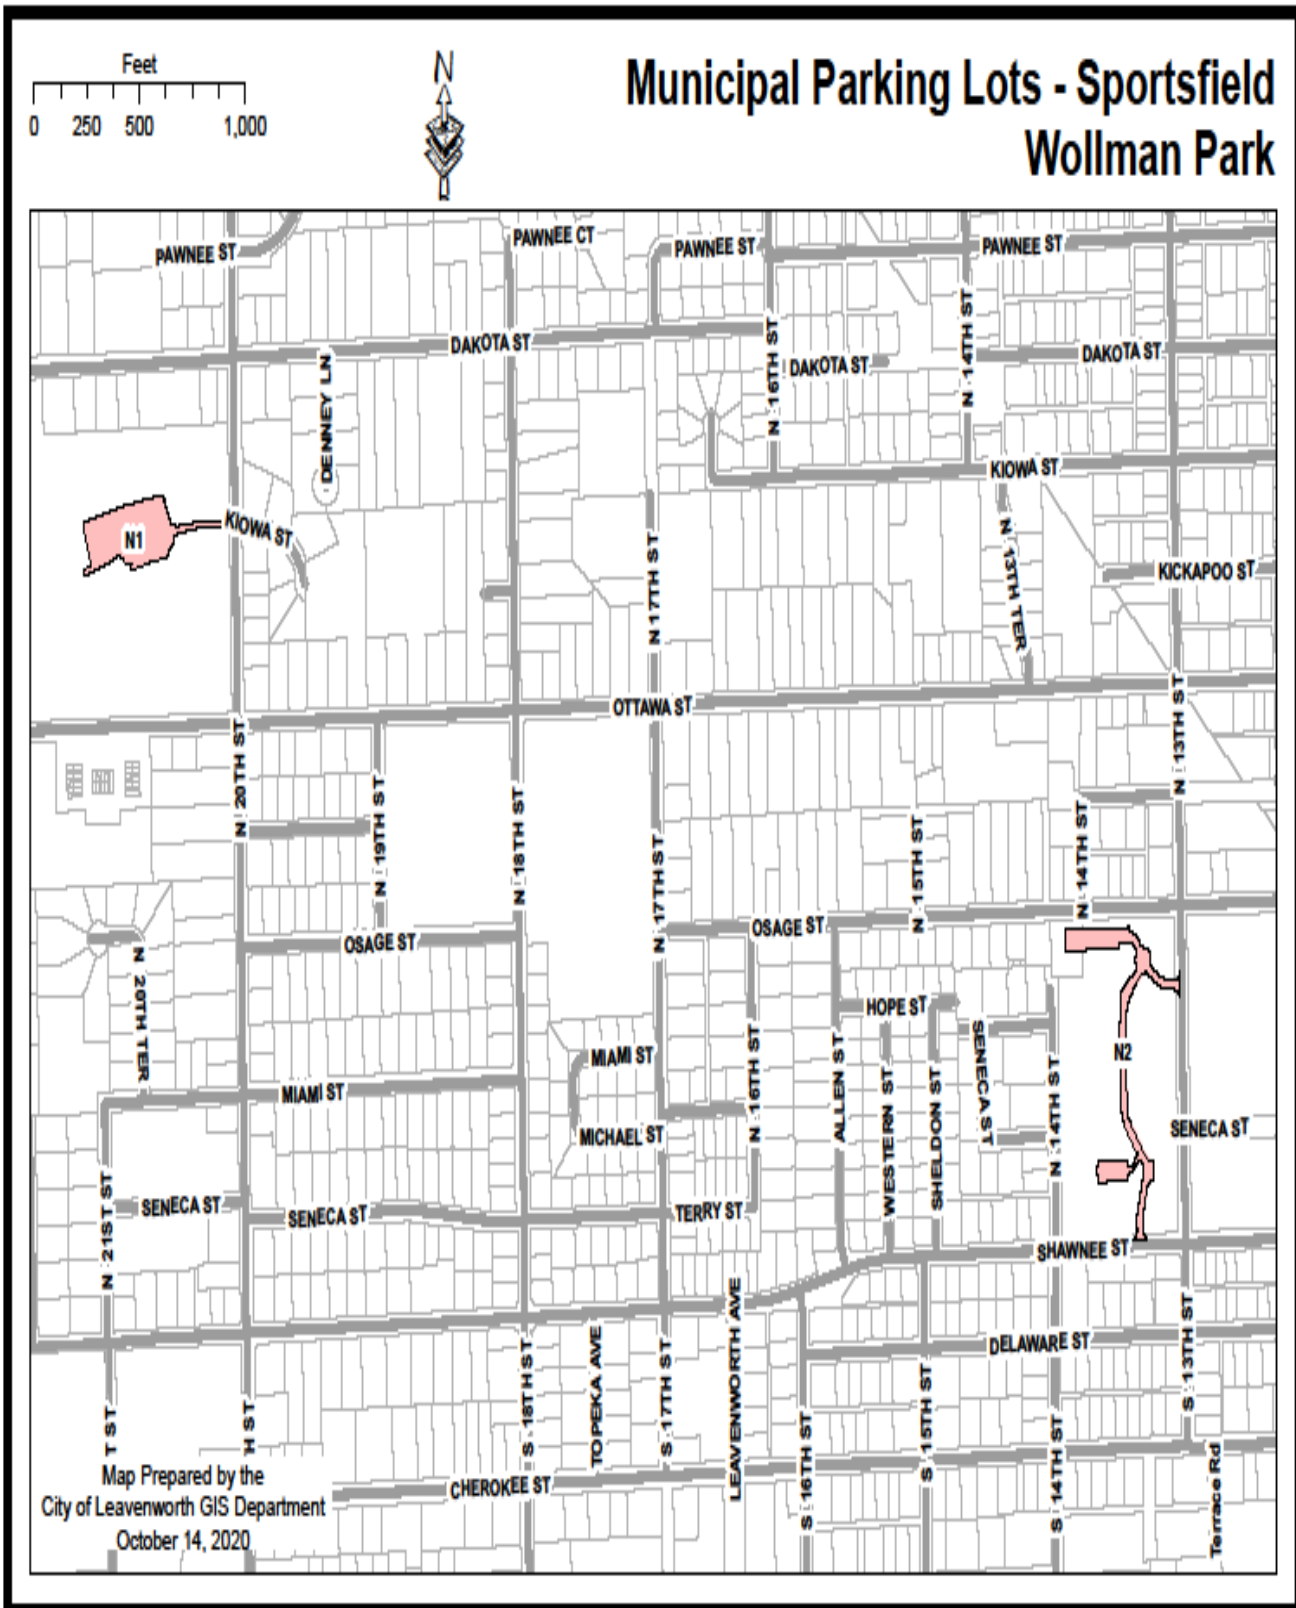 Feet
0 250 500 1,000
N
Municipal Parking Lots - Sportsfield
Wollman Park
PAWNEE ST
PAWNEE CT
PAWNEE ST
PAWNEE ST
DAKOTA ST
DAKOTA ST
DAKOTA ST
DENNEY LN
N 16TH ST
N 14TH ST
KIOWA ST
N1
KIOWA ST
N 17TH ST
N 13TH TER
KICKAPOO ST
OTTAWA ST
N 13TH ST
N 20TH ST
N 19TH ST
N 18TH ST
N 17TH ST
N 15TH ST
N 14TH ST
OSAGE ST
OSAGE ST
N 20TH TER
HOPE ST
MIAMI ST
MIAMI ST
MICHAEL ST
N 16TH ST
ALLEN ST
WESTERN ST
SHELDON ST
SENECA ST
N 14TH ST
N2
SENECA ST
N 21ST ST
SENECA ST
SENECA ST
TERRY ST
SHAWNEE ST
DELAWARE ST
S 18TH ST
TOPEKA AVE
S 17TH ST
LEAVENWORTH AVE
S 16TH ST
S 15TH ST
S 14TH ST
S 13TH ST
Terrace Rd
T ST
H ST
CHEROKEE ST
Map Prepared by the
City of Leavenworth GIS Department
October 14, 2020